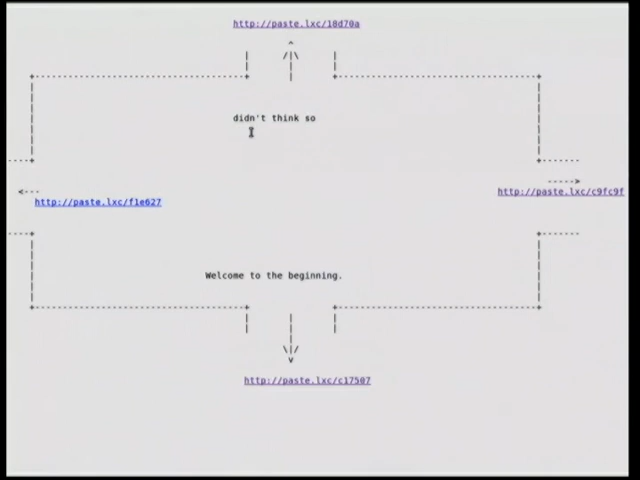 http://paste.lxc/18d70a
didn't think so
http://paste.lxc/c9fc9f
http://paste.lxc/f1e627
Welcome to the beginning.
http://paste.lxc/c17507